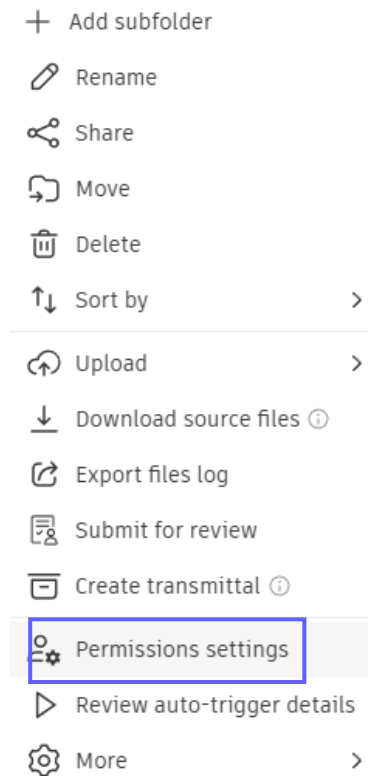 Add subfolder
Rename
Share
Move
Delete
Sort by
Upload
Download source files
Export files log
Submit for review
Create transmittal
Permissions settings
Review auto-trigger details
More